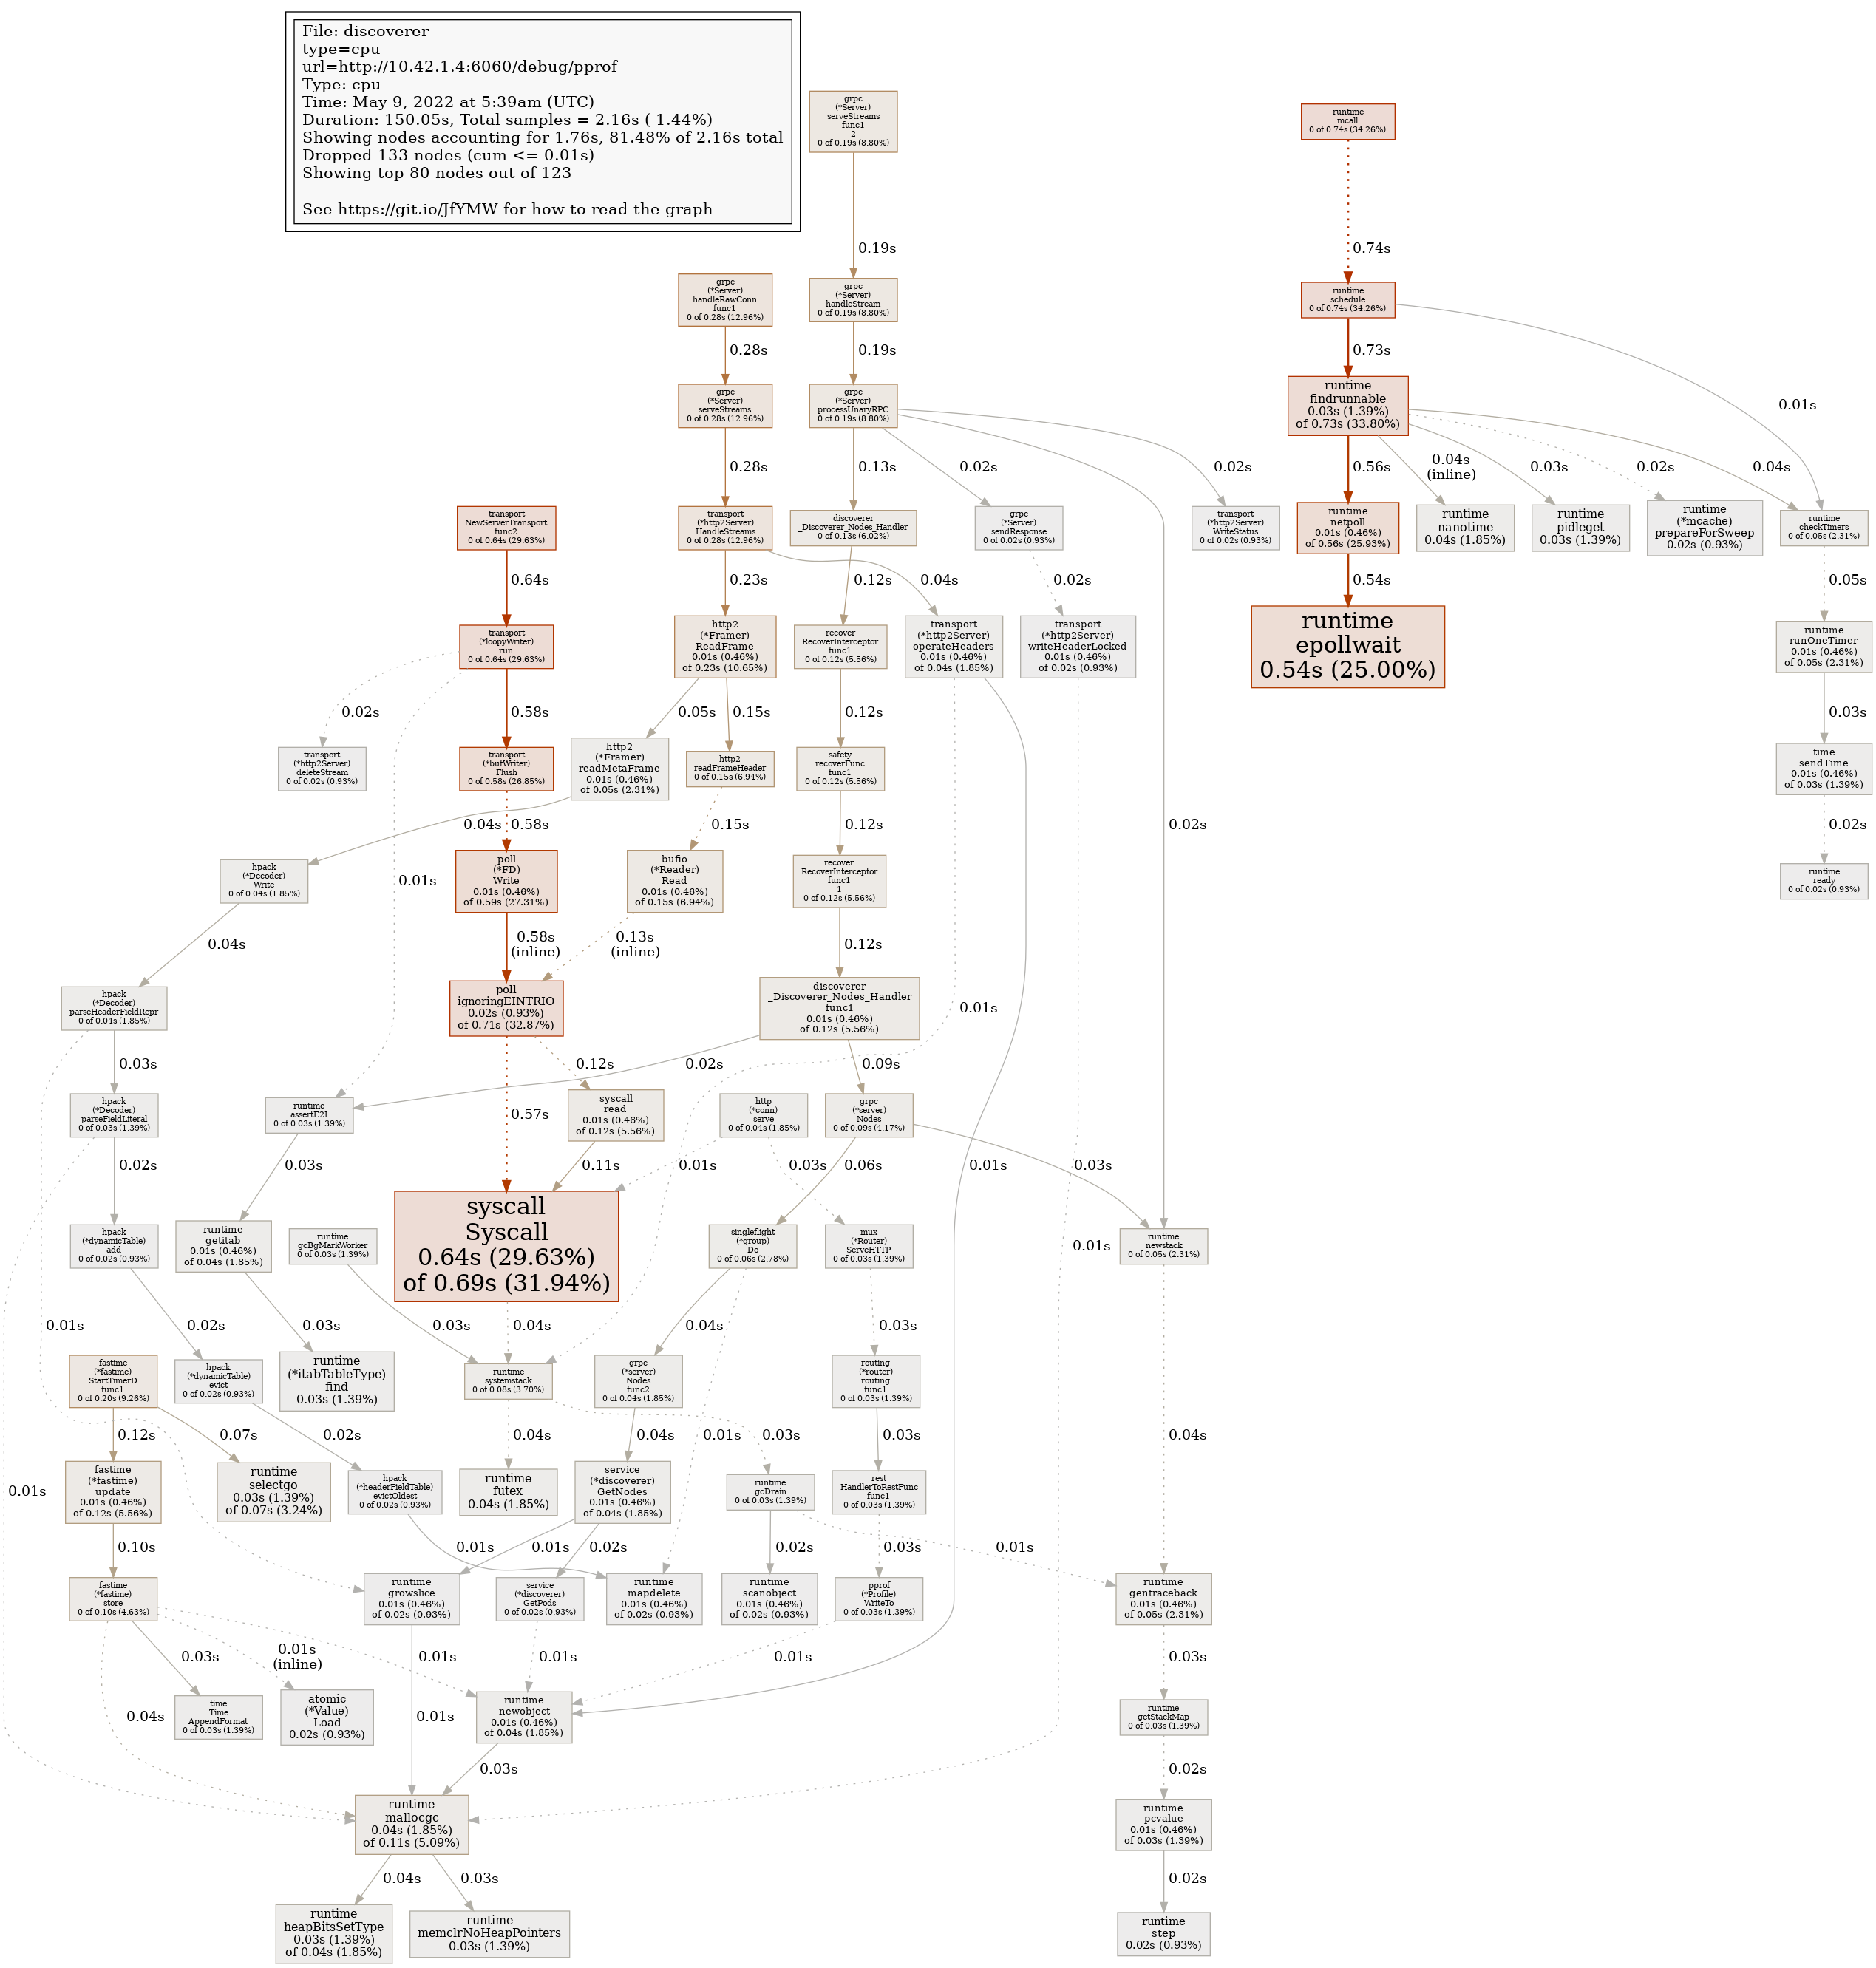 File: discoverer
type=cpu
url=http://10.42.1.4:6060/debug/pprof
Type: cpu
Time: May 9, 2022 at 5:39am (UTC)
Duration: 150.05s, Total samples = 2.16s ( 1.44%)
Showing nodes accounting for 1.76s, 81.48% of 2.16s total
Dropped 133 nodes (cum <= 0.01s)
Showing top 80 nodes out of 123
See https://git.io/JfYMW for how to read the graph
grpc
(*Server)
serveStreams
func1
2
0 of 0.19s (8.80%)
runtime
mcall
0 of 0.74s (34.26%)
0.19s
0.74s
grpc
(*Server)
handleRawConn
func1
0 of 0.28s (12.96%)
grpc
(*Server)
handleStream
0 of 0.19s (8.80%)
runtime
schedule
0 of 0.74s (34.26%)
0.28s
0.19s
0.73s
0.01s
grpc
(*Server)
serveStreams
0 of 0.28s (12.96%)
grpc
(*Server)
processUnaryRPC
0 of 0.19s (8.80%)
runtime
findrunnable
0.03s (1.39%)
of 0.73s (33.80%)
0.28s
0.13s
0.02s
0.02s
0.56s
0.04s
(inline)
0.03s
0.02s
0.04s
transport
NewServerTransport
func2
0 of 0.64s (29.63%)
transport
(*http2Server)
HandleStreams
0 of 0.28s (12.96%)
discoverer
_Discoverer_Nodes_Handler
0 of 0.13s (6.02%)
grpc
(*Server)
sendResponse
0 of 0.02s (0.93%)
transport
(*http2Server)
WriteStatus
0 of 0.02s (0.93%)
runtime
netpoll
0.01s (0.46%)
of 0.56s (25.93%)
runtime
nanotime
0.04s (1.85%)
runtime
pidleget
0.03s (1.39%)
runtime
(*mcache)
prepareForSweep
0.02s (0.93%)
runtime
checkTimers
0 of 0.05s (2.31%)
0.64s
0.23s
0.12s
0.04s
0.02s
0.54s
0.05s
transport
(*loopyWriter)
run
0 of 0.64s (29.63%)
http2
(*Framer)
ReadFrame
0.01s (0.46%)
of 0.23s (10.65%)
recover
RecoverInterceptor
func1
0 of 0.12s (5.56%)
transport
(*http2Server)
operateHeaders
0.01s (0.46%)
of 0.04s (1.85%)
transport
(*http2Server)
writeHeaderLocked
0.01s (0.46%)
of 0.02s (0.93%)
runtime
epollwait
0.54s (25.00%)
runtime
runOneTimer
0.01s (0.46%)
of 0.05s (2.31%)
0.02s
0.58s
0.05s
0.15s
0.12s
0.03s
transport
(*http2Server)
deleteStream
0 of 0.02s (0.93%)
transport
(*bufWriter)
Flush
0 of 0.58s (26.85%)
http2
(*Framer)
readMetaFrame
0.01s (0.46%)
of 0.05s (2.31%)
http2
readFrameHeader
0 of 0.15s (6.94%)
safety
recoverFunc
func1
0 of 0.12s (5.56%)
time
sendTime
0.01s (0.46%)
of 0.03s (1.39%)
0.04s
0.58s
0.15s
0.12s
0.02s
0.02s
hpack
(*Decoder)
Write
0 of 0.04s (1.85%)
0.01s
poll
(*FD)
Write
0.01s (0.46%)
of 0.59s (27.31%)
bufio
(*Reader)
Read
0.01s (0.46%)
of 0.15s (6.94%)
recover
RecoverInterceptor
func1
1
0 of 0.12s (5.56%)
runtime
ready
0 of 0.02s (0.93%)
0.04s
0.58s
(inline)
0.13s
(inline)
0.12s
hpack
(*Decoder)
parseHeaderFieldRepr
0 of 0.04s (1.85%)
poll
ignoringEINTRIO
0.02s (0.93%)
of 0.71s (32.87%)
discoverer
_Discoverer_Nodes_Handler
func1
0.01s (0.46%)
of 0.12s (5.56%)
0.01s
0.03s
0.12s
0.02s
0.09s
hpack
(*Decoder)
parseFieldLiteral
0 of 0.03s (1.39%)
runtime
assertE2I
0 of 0.03s (1.39%)
0.57s
syscall
read
0.01s (0.46%)
of 0.12s (5.56%)
http
(*conn)
serve
0 of 0.04s (1.85%)
grpc
(*server)
Nodes
0 of 0.09s (4.17%)
0.02s
0.03s
0.11s
0.01s
0.03s
0.06s
0.01s
0.03s
hpack
(*dynamicTable)
add
0 of 0.02s (0.93%)
runtime
getitab
0.01s (0.46%)
of 0.04s (1.85%)
runtime
gcBgMarkWorker
0 of 0.03s (1.39%)
syscall
Syscall
0.64s (29.63%)
of 0.69s (31.94%)
singleflight
(*group)
Do
0 of 0.06s (2.78%)
mux
(*Router)
ServeHTTP
0 of 0.03s (1.39%)
0.01s
runtime
newstack
0 of 0.05s (2.31%)
0.01s
0.02s
0.03s
0.03s
0.04s
0.04s
0.03s
fastime
(*fastime)
StartTimerD
func1
0 of 0.20s (9.26%)
hpack
(*dynamicTable)
evict
0 of 0.02s (0.93%)
runtime
(*itabTableType)
find
0.03s (1.39%)
runtime
systemstack
0 of 0.08s (3.70%)
grpc
(*server)
Nodes
func2
0 of 0.04s (1.85%)
routing
(*router)
routing
func1
0 of 0.03s (1.39%)
0.12s
0.07s
0.02s
0.04s
0.04s
0.01s
0.03s
0.03s
0.04s
0.01s
fastime
(*fastime)
update
0.01s (0.46%)
of 0.12s (5.56%)
runtime
selectgo
0.03s (1.39%)
of 0.07s (3.24%)
hpack
(*headerFieldTable)
evictOldest
0 of 0.02s (0.93%)
runtime
futex
0.04s (1.85%)
service
(*discoverer)
GetNodes
0.01s (0.46%)
of 0.04s (1.85%)
runtime
gcDrain
0 of 0.03s (1.39%)
rest
HandlerToRestFunc
func1
0 of 0.03s (1.39%)
0.10s
0.01s
0.01s
0.02s
0.02s
0.03s
0.01s
fastime
(*fastime)
store
0 of 0.10s (4.63%)
runtime
growslice
0.01s (0.46%)
of 0.02s (0.93%)
service
(*discoverer)
GetPods
0 of 0.02s (0.93%)
runtime
mapdelete
0.01s (0.46%)
of 0.02s (0.93%)
runtime
scanobject
0.01s (0.46%)
of 0.02s (0.93%)
pprof
(*Profile)
WriteTo
0 of 0.03s (1.39%)
runtime
gentraceback
0.01s (0.46%)
of 0.05s (2.31%)
0.03s
0.01s
(inline)
0.01s
0.01s
0.01s
0.03s
0.04s
time
Time
AppendFormat
0 of 0.03s (1.39%)
atomic
(*Value)
Load
0.02s (0.93%)
0.01s
runtime
newobject
0.01s (0.46%)
of 0.04s (1.85%)
runtime
getStackMap
0 of 0.03s (1.39%)
0.03s
0.02s
runtime
mallocgc
0.04s (1.85%)
of 0.11s (5.09%)
runtime
pcvalue
0.01s (0.46%)
of 0.03s (1.39%)
0.04s
0.03s
0.02s
runtime
heapBitsSetType
0.03s (1.39%)
of 0.04s (1.85%)
runtime
memclrNoHeapPointers
0.03s (1.39%)
runtime
step
0.02s (0.93%)